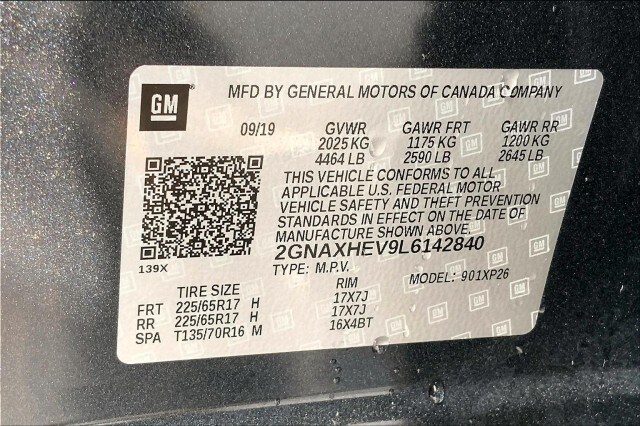 GM MFD BY GENERAL MOTORS OF CANADA COMPANY
09/19 GVWR GAWR FRT GAWR RR
2025 KG 1175 KG 1200 KG
4464 LB 2590 LB 2645 LB
THIS VEHICLE CONFORMS TO ALL
APPLICABLE U.S. FEDERAL MOTOR
VEHICLE SAFETY AND THEFT PREVENTION
STANDARDS IN EFFECT ON THE DATE OF
MANUFACTURE SHOWN ABOVE.
2GNAXHEV9L6142840
139X TYPE: M.P.V. MODEL: 901XP26
TIRE SIZE RIM
FRT 225/65R17 H 17X7J
RR 225/65R17 H 17X7J
SPA T135/70R16 M 16X4BT